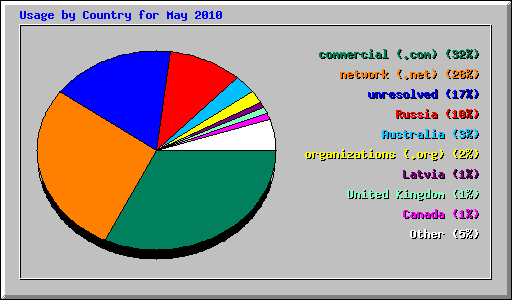 Usage by Country for May 2010
commercial (.com) (32%)
network (.net) (28%)
unresolved (17%)
Russia (10%)
Australia (3%)
organizations (.org) (2%)
Latvia (1%)
United Kingdom (1%)
Canada (1%)
Other (5%)